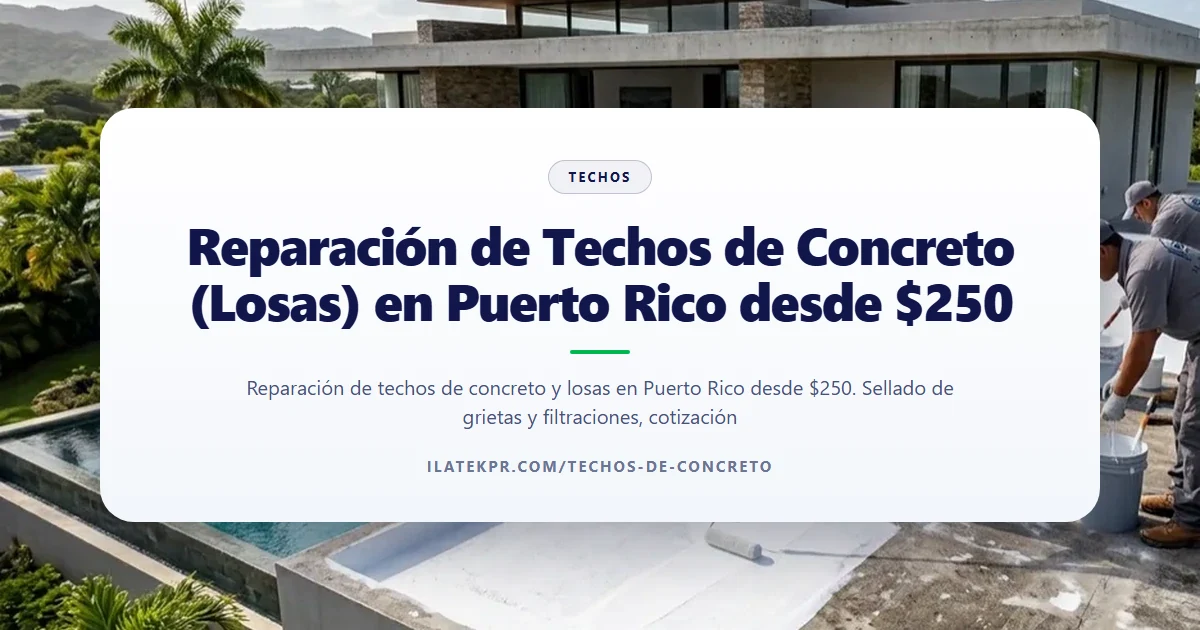 TECHOS
Reparación de Techos de Concreto
(Losas) en Puerto Rico desde $250
Reparación de techos de concreto y losas en Puerto Rico desde $250. Sellado de
grietas y filtraciones, cotización
ILATEKPR.COM/TECHOS-DE-CONCRETO